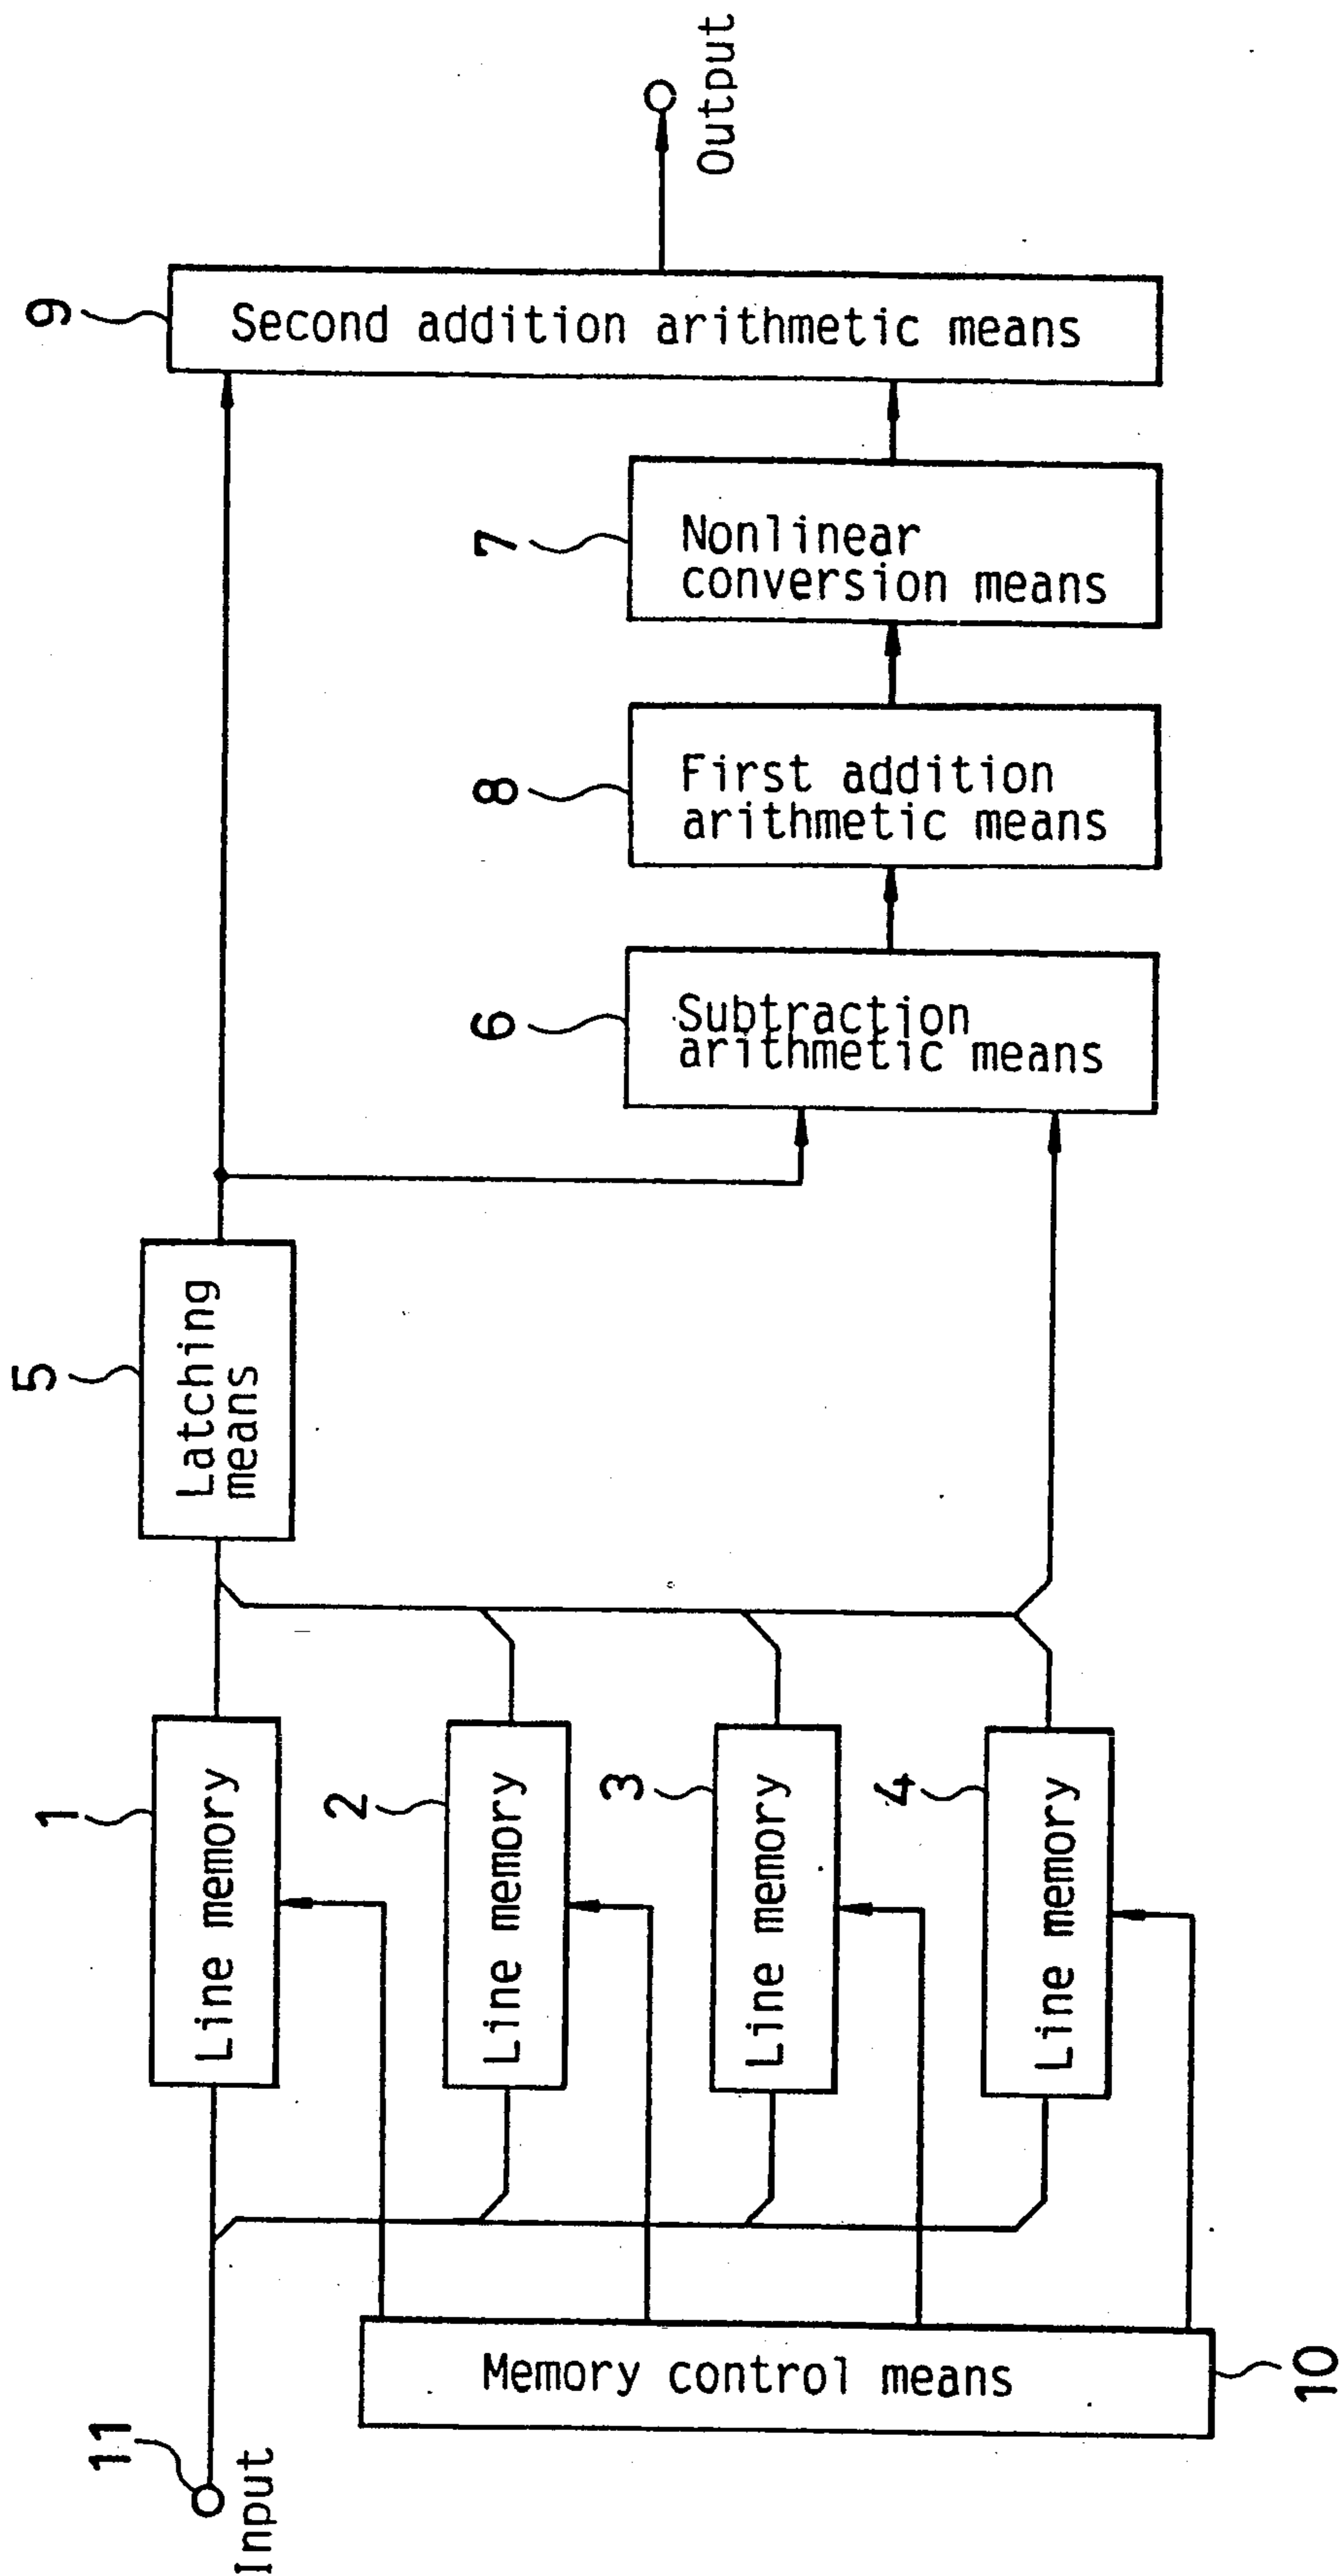 11
Input
Memory control means
10
1
Line memory
2
Line memory
3
Line memory
4
Line memory
5
Latching
means
6
Subtraction
arithmetic means
8
First addition
arithmetic means
7
Nonlinear
conversion means
9
Second addition arithmetic means
Output